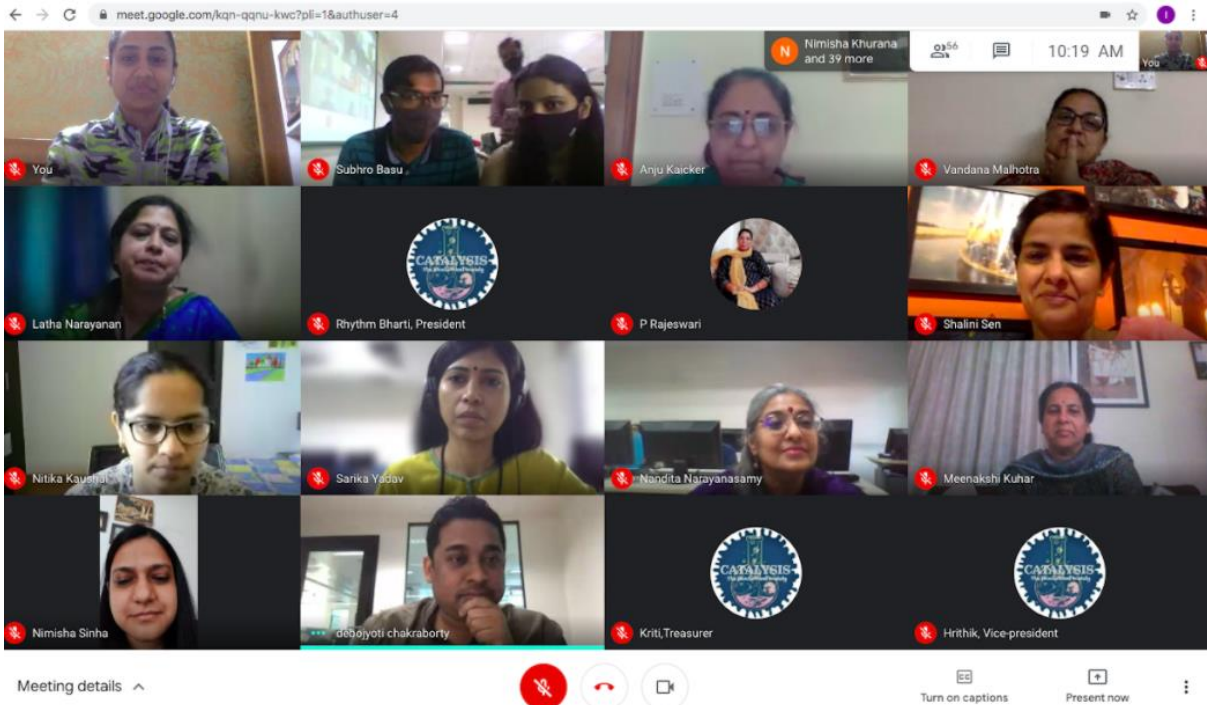 meet.google.com/kqn-qqnu-kwc?pli=1&authuser=4
I
N
Nimisha Khurana
and 39 more
56
10:19 AM
You
You
Subhro Basu
Anju Kaicker
Vandana Malhotra
Latha Narayanan
CATALYSIS
Rhythm Bharti, President
P Rajeswari
Shalini Sen
Nitika Kaushal
Sarika Yadav
Nandita Narayanasamy
Meenakshi Kuhar
Nimisha Sinha
debojyoti chakraborty
CATALYSIS
Kriti,Treasurer
CATALYSIS
Hrithik, Vice-president
Meeting details
CC
Turn on captions
Present now